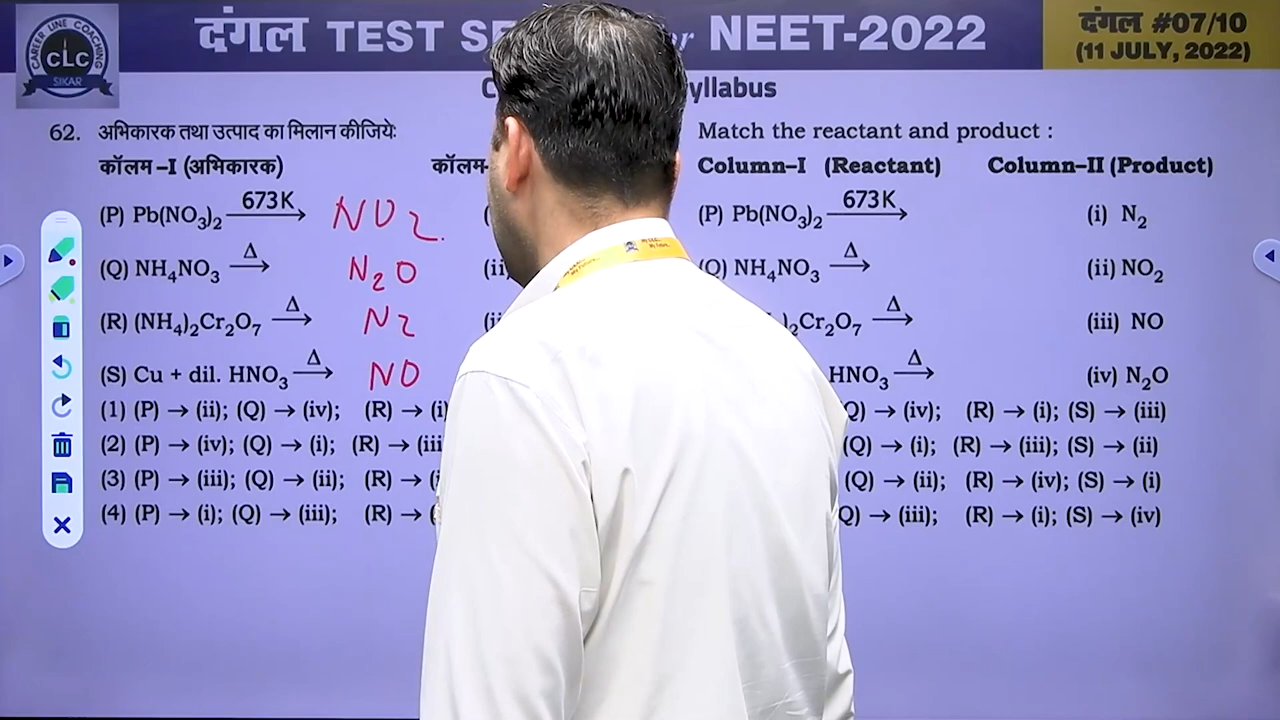 CAREER LINE COACHING
CLC
SIKAR
दंगल TEST NEET-2022
दंगल #07/10
(11 JULY, 2022)
62. अभिकारक तथा उत्पाद का मिलान कीजियेः
कॉलम-I (अभिकारक) कॉलम-
(P) Pb(NO₃)₂ 673K→ NO₂
(Q) NH₄NO₃ Δ→ N₂O
(R) (NH₄)₂Cr₂O₇ Δ→ N₂
(S) Cu + dil. HNO₃ Δ→ NO
(1) (P) → (ii); (Q) → (iv); (R) → (i)
(2) (P) → (iv); (Q) → (i); (R) → (iii
(3) (P) → (iii); (Q) → (ii); (R) →
(4) (P) → (i); (Q) → (iii); (R) →
Match the reactant and product :
Column-I (Reactant) Column-II (Product)
(P) Pb(NO₃)₂ 673K→ (i) N₂
(Q) NH₄NO₃ Δ→ (ii) NO₂
)₂Cr₂O₇ Δ→ (iii) NO
HNO₃ Δ→ (iv) N₂O
Q) → (iv); (R) → (i); (S) → (iii)
(Q) → (i); (R) → (iii); (S) → (ii)
(Q) → (ii); (R) → (iv); (S) → (i)
Q) → (iii); (R) → (i); (S) → (iv)